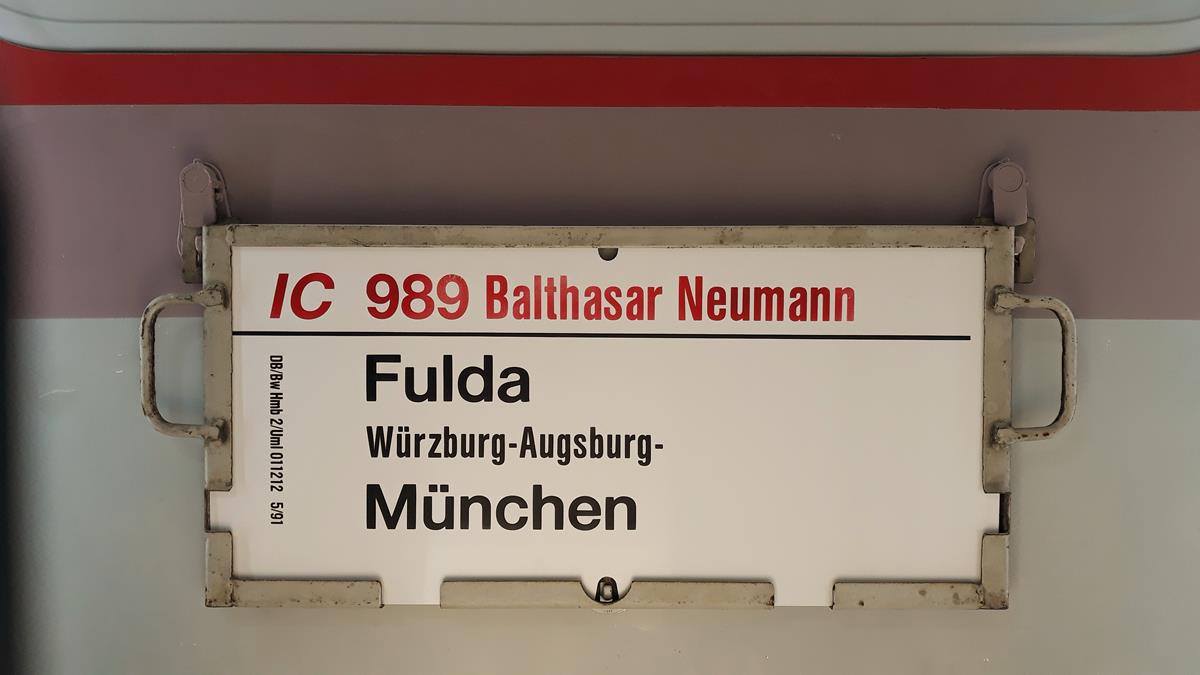 IC 989 Balthasar Neumann
Fulda
Würzburg-Augsburg-
München
DB/Bw Hmb 2/Uml 011212 5/91